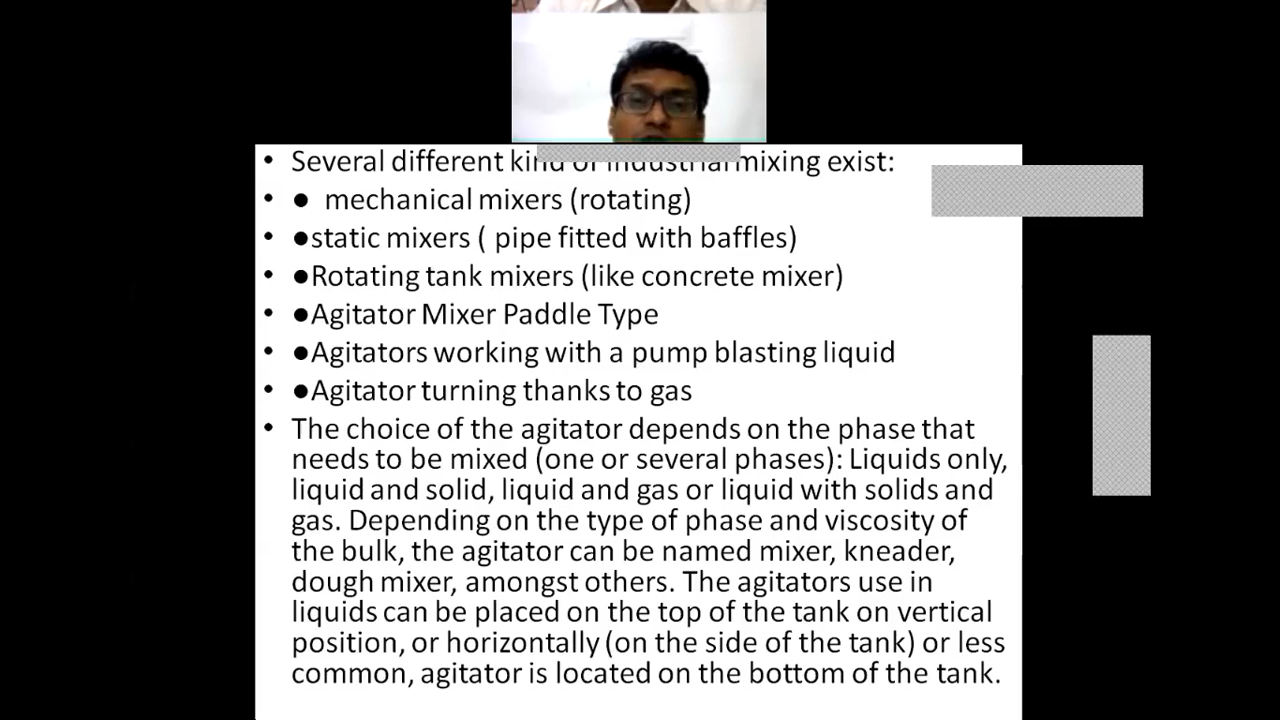 • Several different kind of industrial mixing exist:
• ● mechanical mixers (rotating)
• ●static mixers ( pipe fitted with baffles)
• ●Rotating tank mixers (like concrete mixer)
• ●Agitator Mixer Paddle Type
• ●Agitators working with a pump blasting liquid
• ●Agitator turning thanks to gas
• The choice of the agitator depends on the phase that
needs to be mixed (one or several phases): Liquids only,
liquid and solid, liquid and gas or liquid with solids and
gas. Depending on the type of phase and viscosity of
the bulk, the agitator can be named mixer, kneader,
dough mixer, amongst others. The agitators use in
liquids can be placed on the top of the tank on vertical
position, or horizontally (on the side of the tank) or less
common, agitator is located on the bottom of the tank.